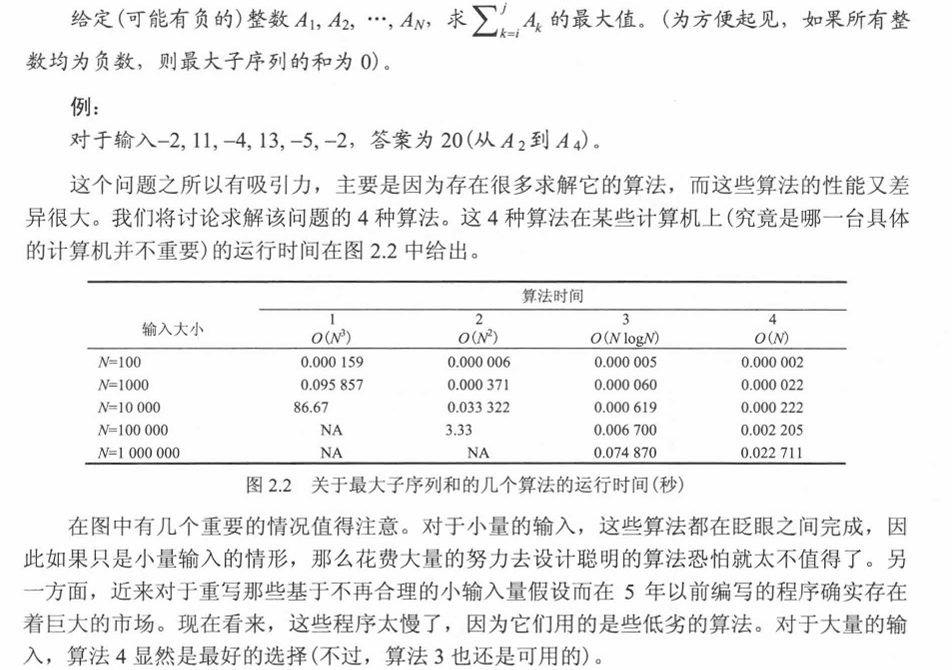 给定(可能有负的)整数 A₁, A₂, …, A_N, 求 ∑ʲₖ₌ᵢ Aₖ 的最大值。(为方便起见，如果所有整
数均为负数，则最大子序列的和为 0)。
例：
对于输入–2, 11, –4, 13, –5, –2，答案为 20(从 A₂ 到 A₄)。
这个问题之所以有吸引力，主要是因为存在很多求解它的算法，而这些算法的性能又差
异很大。我们将讨论求解该问题的 4 种算法。这 4 种算法在某些计算机上(究竟是哪一台具体
的计算机并不重要)的运行时间在图 2.2 中给出。
算法时间
输入大小
1 2 3 4
O(N³) O(N²) O(N logN) O(N)
N=100 0.000 159 0.000 006 0.000 005 0.000 002
N=1000 0.095 857 0.000 371 0.000 060 0.000 022
N=10 000 86.67 0.033 322 0.000 619 0.000 222
N=100 000 NA 3.33 0.006 700 0.002 205
N=1 000 000 NA NA 0.074 870 0.022 711
图 2.2 关于最大子序列和的几个算法的运行时间(秒)
在图中有几个重要的情况值得注意。对于小量的输入，这些算法都在眨眼之间完成，因
此如果只是小量输入的情形，那么花费大量的努力去设计聪明的算法恐怕就太不值得了。另
一方面，近来对于重写那些基于不再合理的小输入量假设而在 5 年以前编写的程序确实存在
着巨大的市场。现在看来，这些程序太慢了，因为它们用的是些低劣的算法。对于大量的输
入，算法 4 显然是最好的选择(不过，算法 3 也还是可用的)。